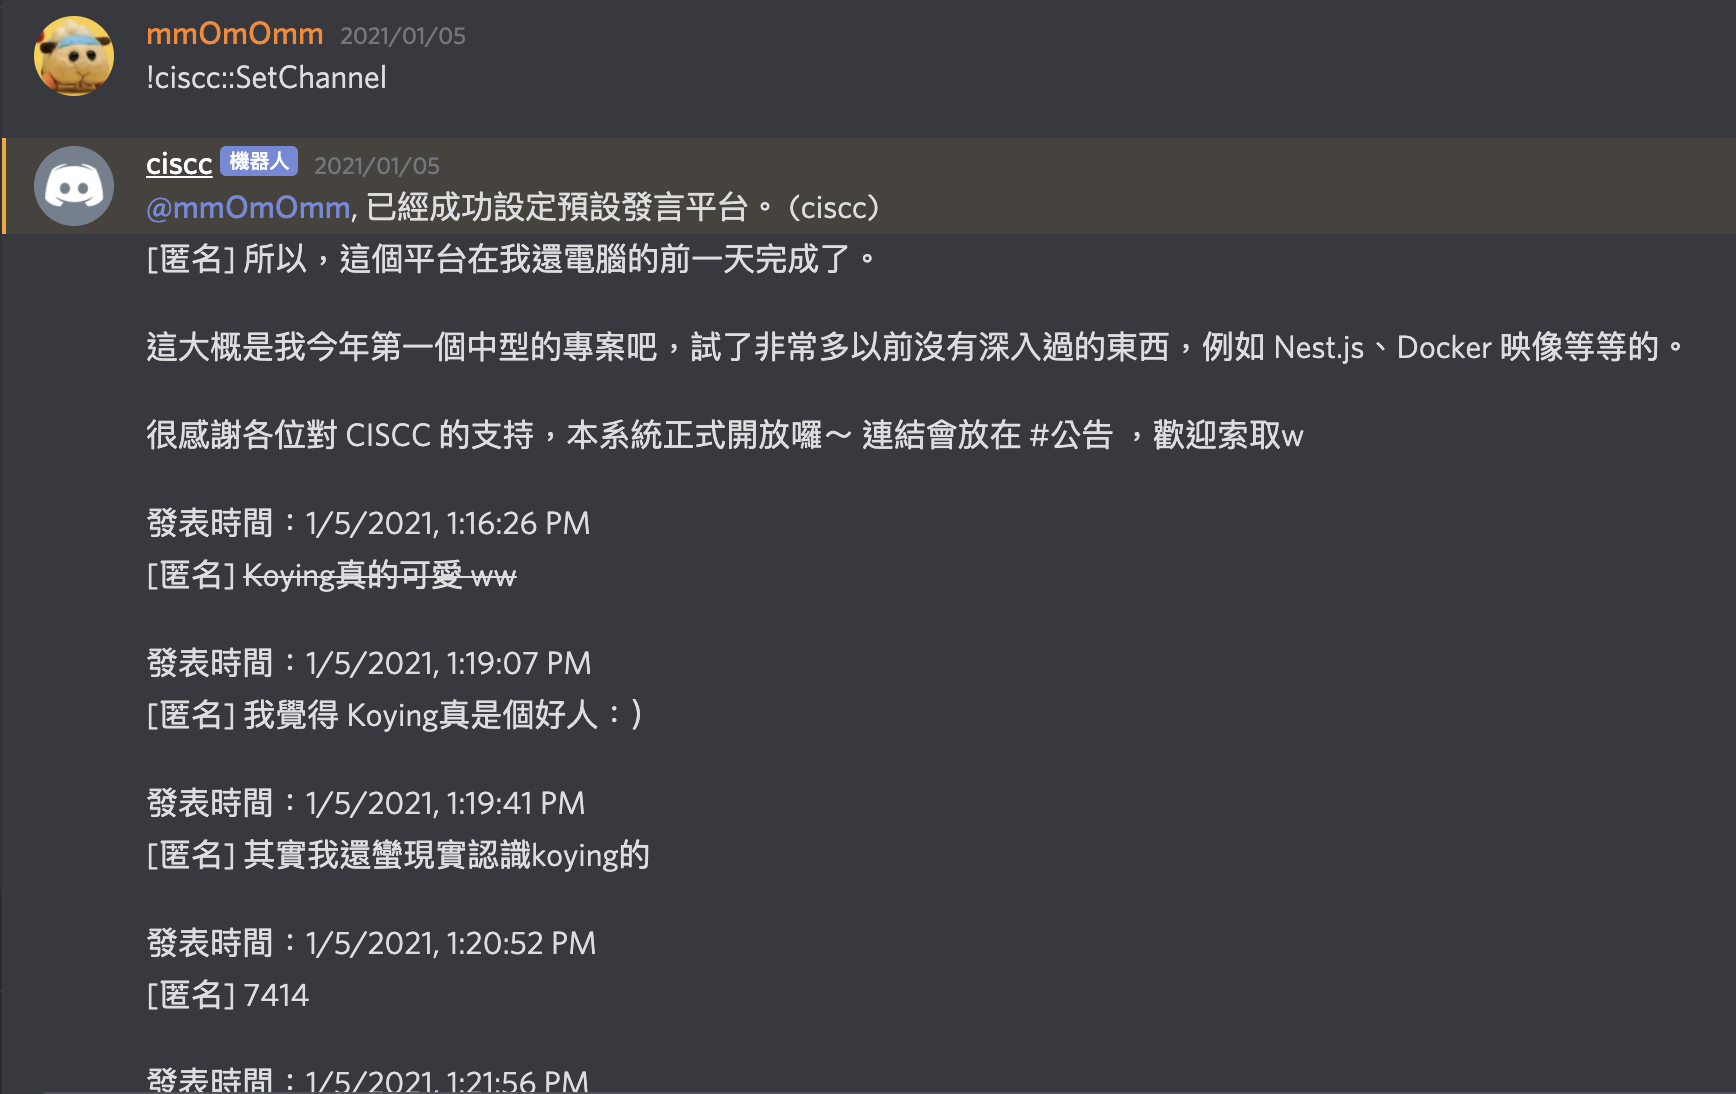 mmOmOmm 2021/01/05
!ciscc::SetChannel
ciscc 機器人 2021/01/05
@mmOmOmm, 已經成功設定預設發言平台。(ciscc)
[匿名] 所以，這個平台在我還電腦的前一天完成了。
這大概是我今年第一個中型的專案吧，試了非常多以前沒有深入過的東西，例如 Nest.js、Docker 映像等等的。
很感謝各位對 CISCC 的支持，本系統正式開放囉～ 連結會放在 #公告 ，歡迎索取w
發表時間：1/5/2021, 1:16:26 PM
[匿名] Koying真的可愛 ww
發表時間：1/5/2021, 1:19:07 PM
[匿名] 我覺得 Koying真是個好人：)
發表時間：1/5/2021, 1:19:41 PM
[匿名] 其實我還蠻現實認識koying的
發表時間：1/5/2021, 1:20:52 PM
[匿名] 7414
發表時間：1/5/2021, 1:21:56 PM